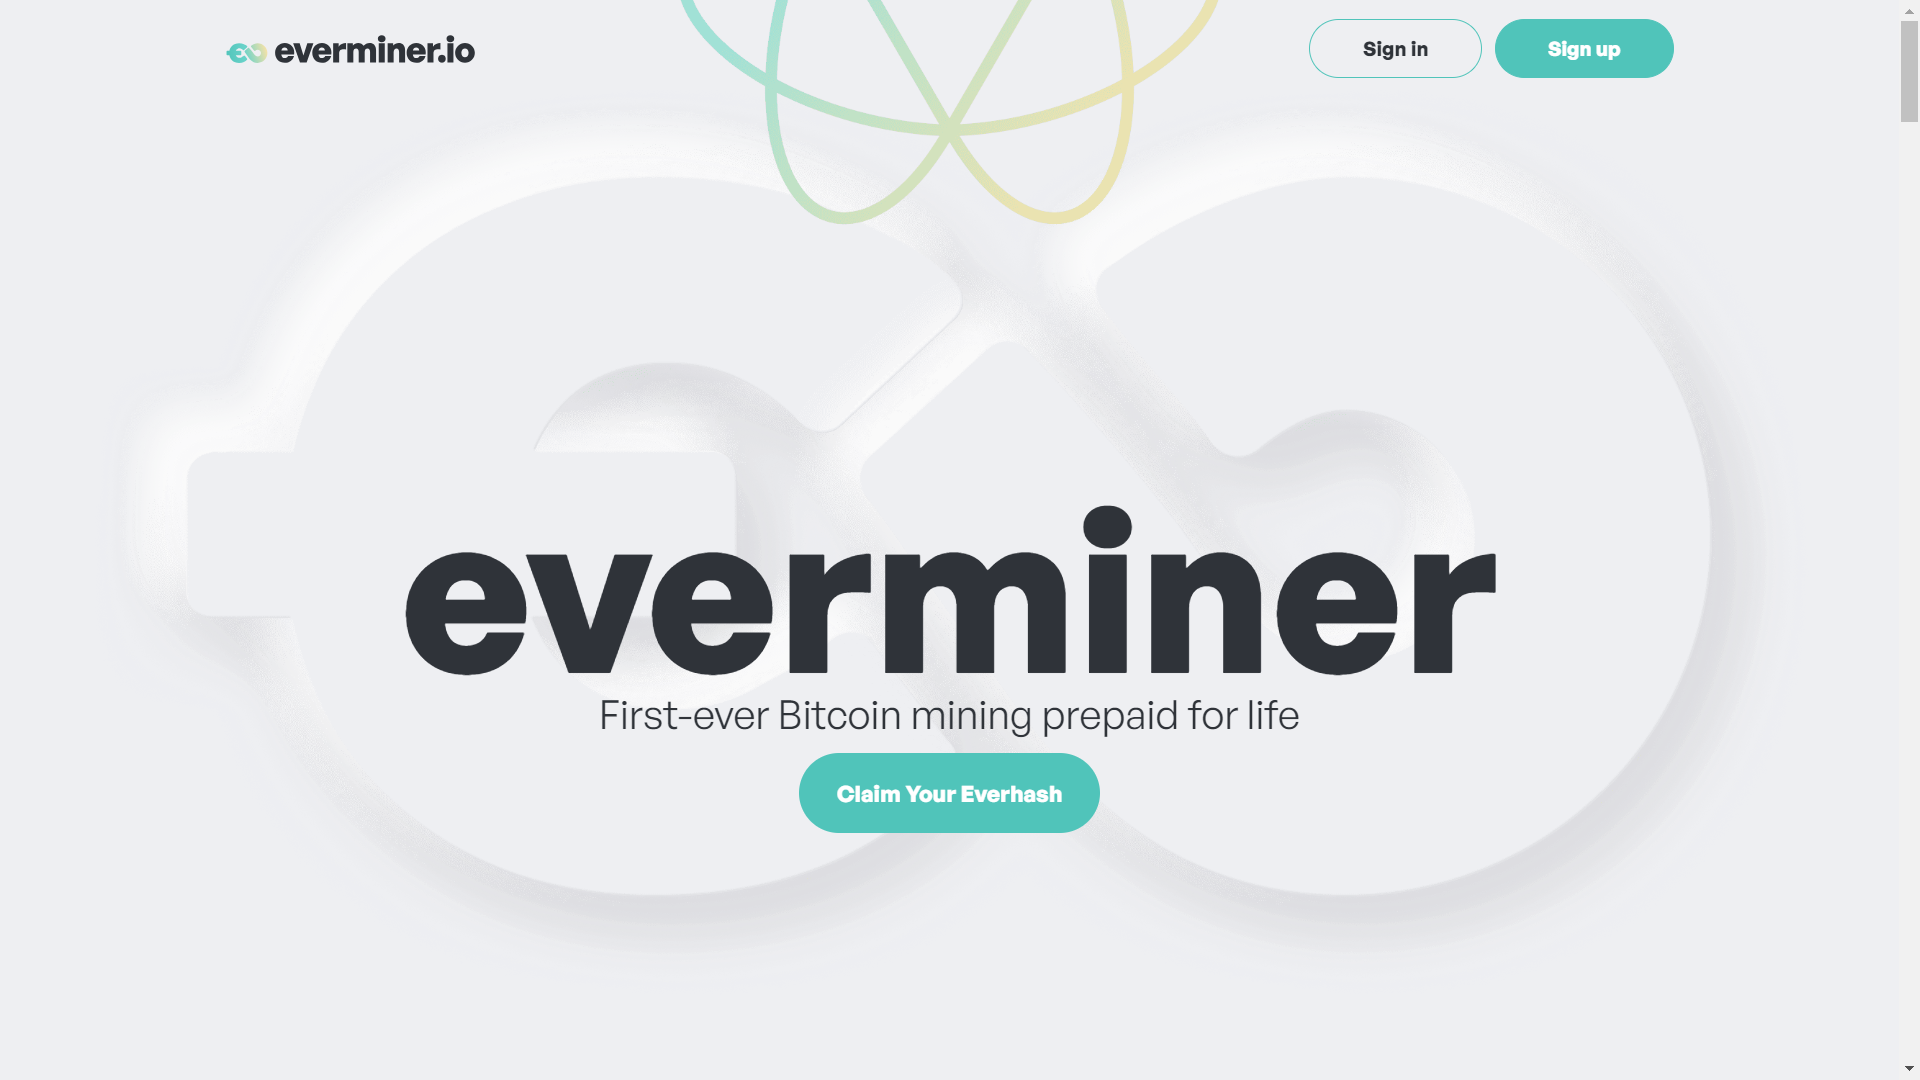 everminer.io
Sign in
Sign up
everminer
First-ever Bitcoin mining prepaid for life
Claim Your Everhash